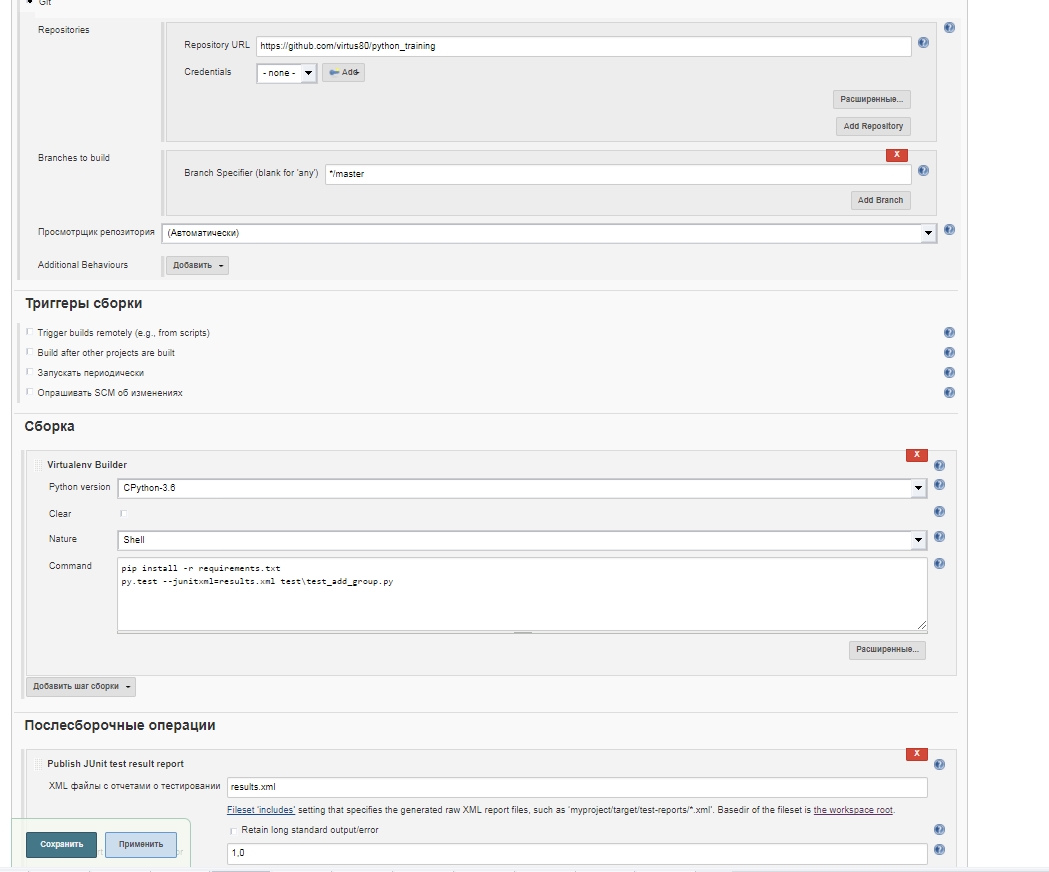 Git
Repositories
Repository URL https://github.com/virtus80/python_training
Credentials - none - Add
Расширенные...
Add Repository
Branches to build
X
Branch Specifier (blank for 'any') */master
Add Branch
Просмотрщик репозитория (Автоматически)
Additional Behaviours Добавить
Триггеры сборки
Trigger builds remotely (e.g., from scripts)
Build after other projects are built
Запускать периодически
Опрашивать SCM об изменениях
Сборка
X
Virtualenv Builder
Python version CPython-3.6
Clear
Nature Shell
Command pip install -r requirements.txt
py.test --junitxml=results.xml test\test_add_group.py
Расширенные...
Добавить шаг сборки
Послесборочные операции
X
Publish JUnit test result report
XML файлы с отчетами о тестировании results.xml
Fileset 'includes' setting that specifies the generated raw XML report files, such as 'myproject/target/test-reports/*.xml'. Basedir of the fileset is the workspace root.
Retain long standard output/error
Сохранить Применить 1,0